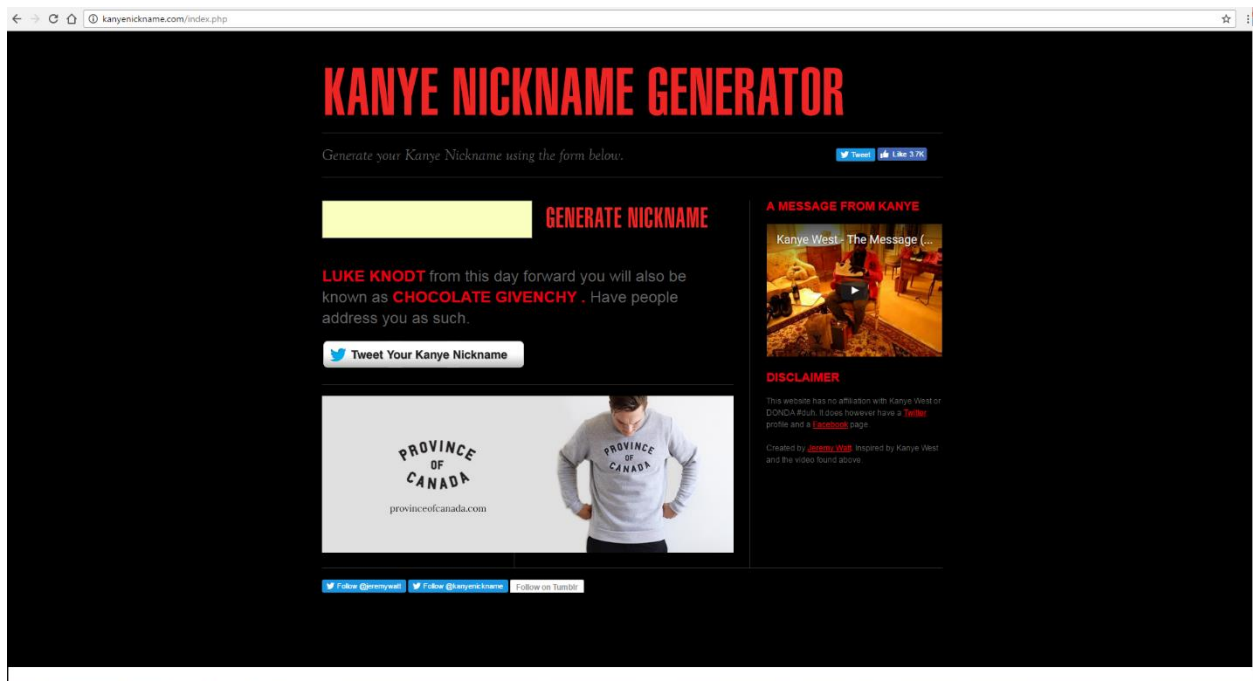 kanyenickname.com/index.php
KANYE NICKNAME GENERATOR
Generate your Kanye Nickname using the form below.
Tweet
Like 3.7K
GENERATE NICKNAME
LUKE KNODT from this day forward you will also be
known as CHOCOLATE GIVENCHY . Have people
address you as such.
Tweet Your Kanye Nickname
PROVINCE
OF
CANADA
provinceofcanada.com
PROVINCE
OF
CANADA
Follow @jeremywatt
Follow @kanyenickname
Follow on Tumblr
A MESSAGE FROM KANYE
Kanye West - The Message (...
DISCLAIMER
This website has no affiliation with Kanye West or
DONDA #duh. It does however have a Twitter
profile and a Facebook page.
Created by Jeremy Watt. Inspired by Kanye West
and the video found above.